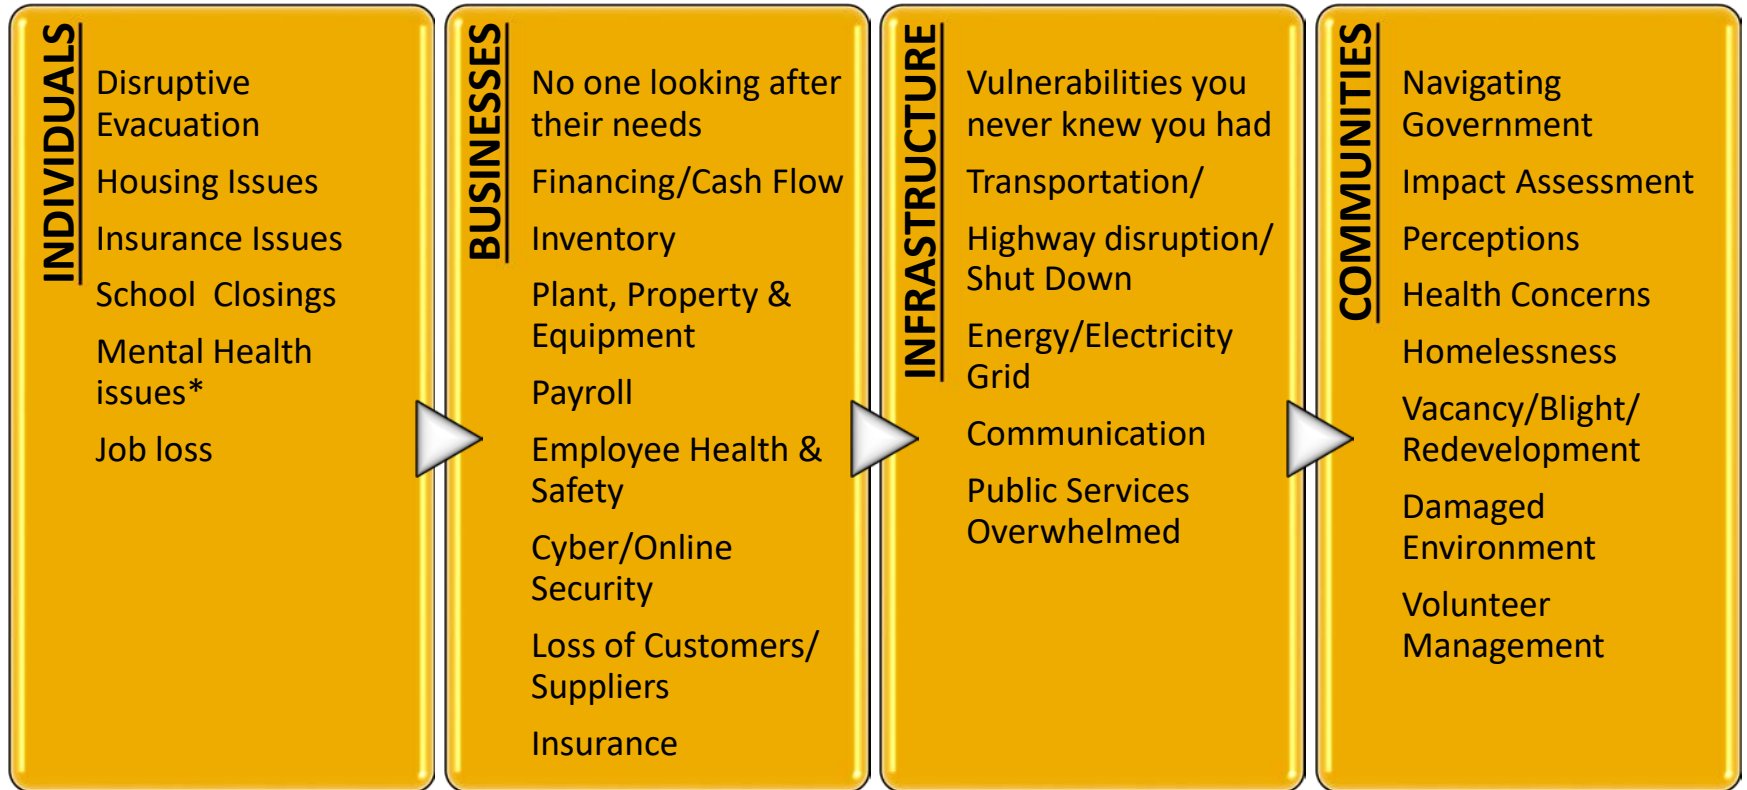 INDIVIDUALS
Disruptive
Evacuation
Housing Issues
Insurance Issues
School  Closings
Mental Health
issues*
Job loss
BUSINESSES
No one looking after
their needs
Financing/Cash Flow
Inventory
Plant, Property &
Equipment
Payroll
Employee Health &
Safety
Cyber/Online
Security
Loss of Customers/
Suppliers
Insurance
INFRASTRUCTURE
Vulnerabilities you
never knew you had
Transportation/
Highway disruption/
Shut Down
Energy/Electricity
Grid
Communication
Public Services
Overwhelmed
COMMUNITIES
Navigating
Government
Impact Assessment
Perceptions
Health Concerns
Homelessness
Vacancy/Blight/
Redevelopment
Damaged
Environment
Volunteer
Management